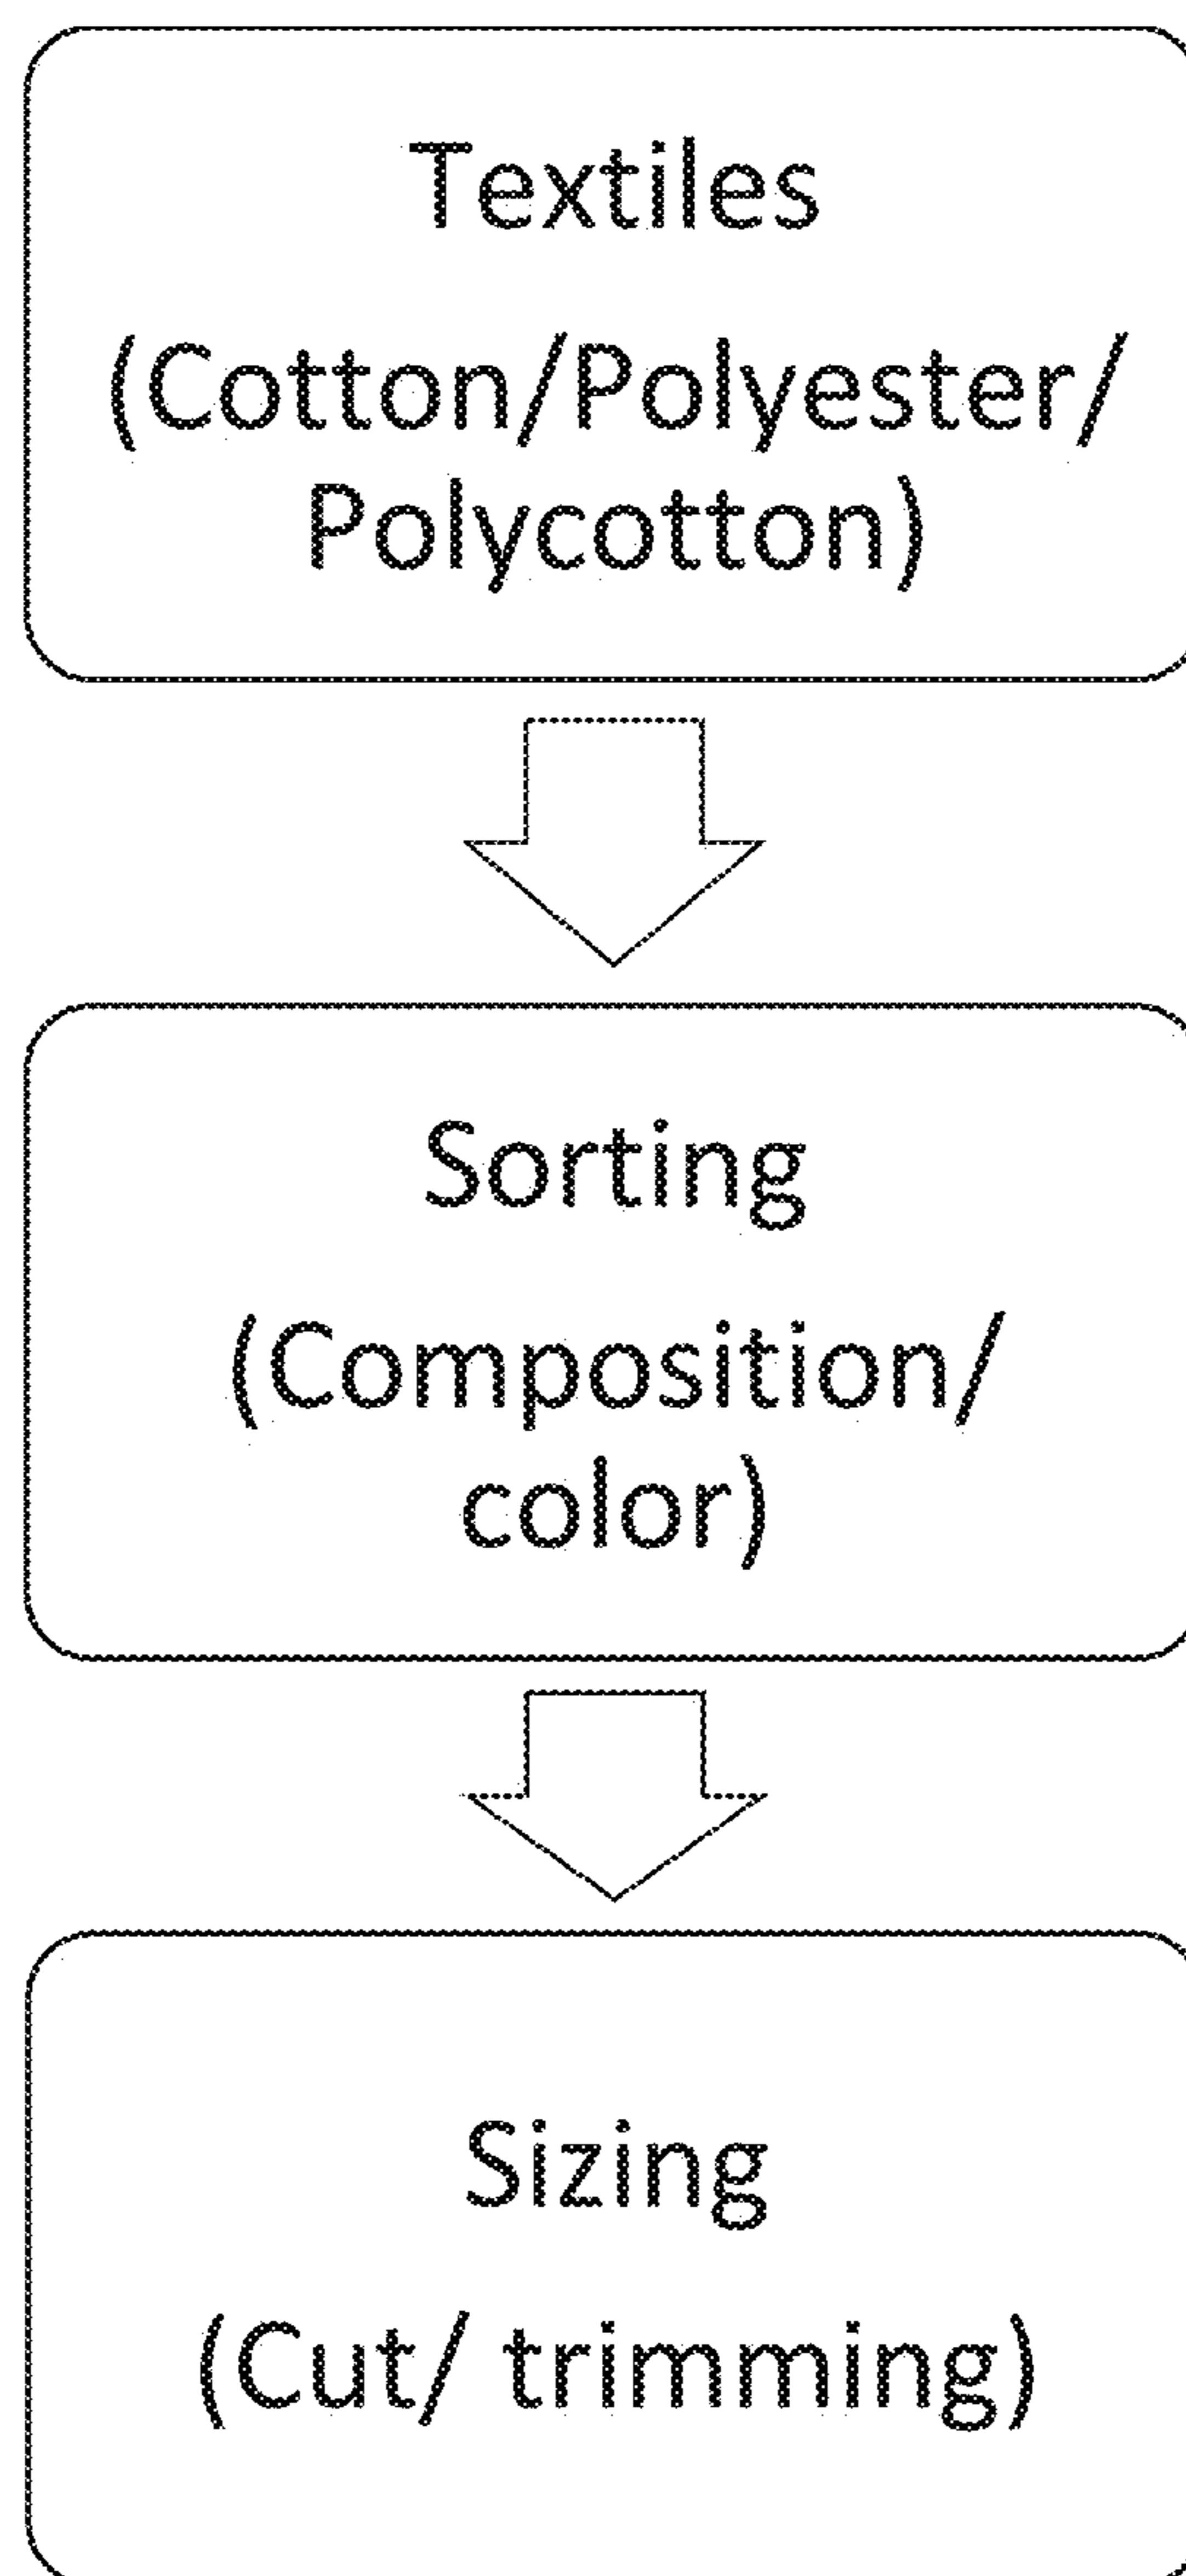 Textiles
(Cotton/Polyester/
Polycotton)
Sorting
(Composition/
color)
Sizing
(Cut/ trimming)